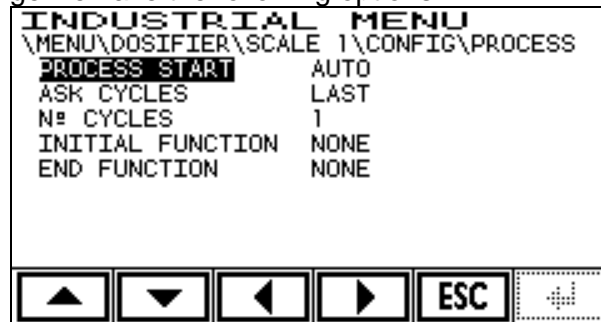 INDUSTRIAL MENU
\MENU\DOSIFIER\SCALE 1\CONFIG\PROCESS
PROCESS START AUTO
ASK CYCLES LAST
Nº CYCLES 1
INITIAL FUNCTION NONE
END FUNCTION NONE
ESC